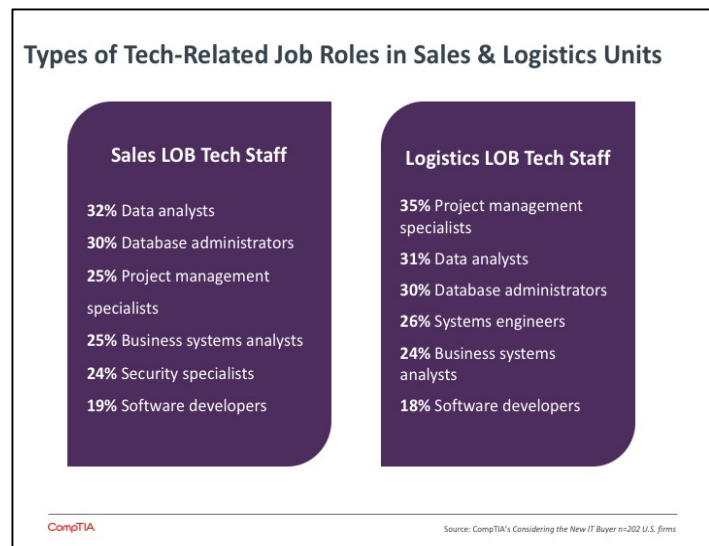 Types of Tech-Related Job Roles in Sales & Logistics Units
Sales LOB Tech Staff
32% Data analysts
30% Database administrators
25% Project management
specialists
25% Business systems analysts
24% Security specialists
19% Software developers
Logistics LOB Tech Staff
35% Project management
specialists
31% Data analysts
30% Database administrators
26% Systems engineers
24% Business systems
analysts
18% Software developers
CompTIA
Source: CompTIA's Considering the New IT Buyer n=202 U.S. firms